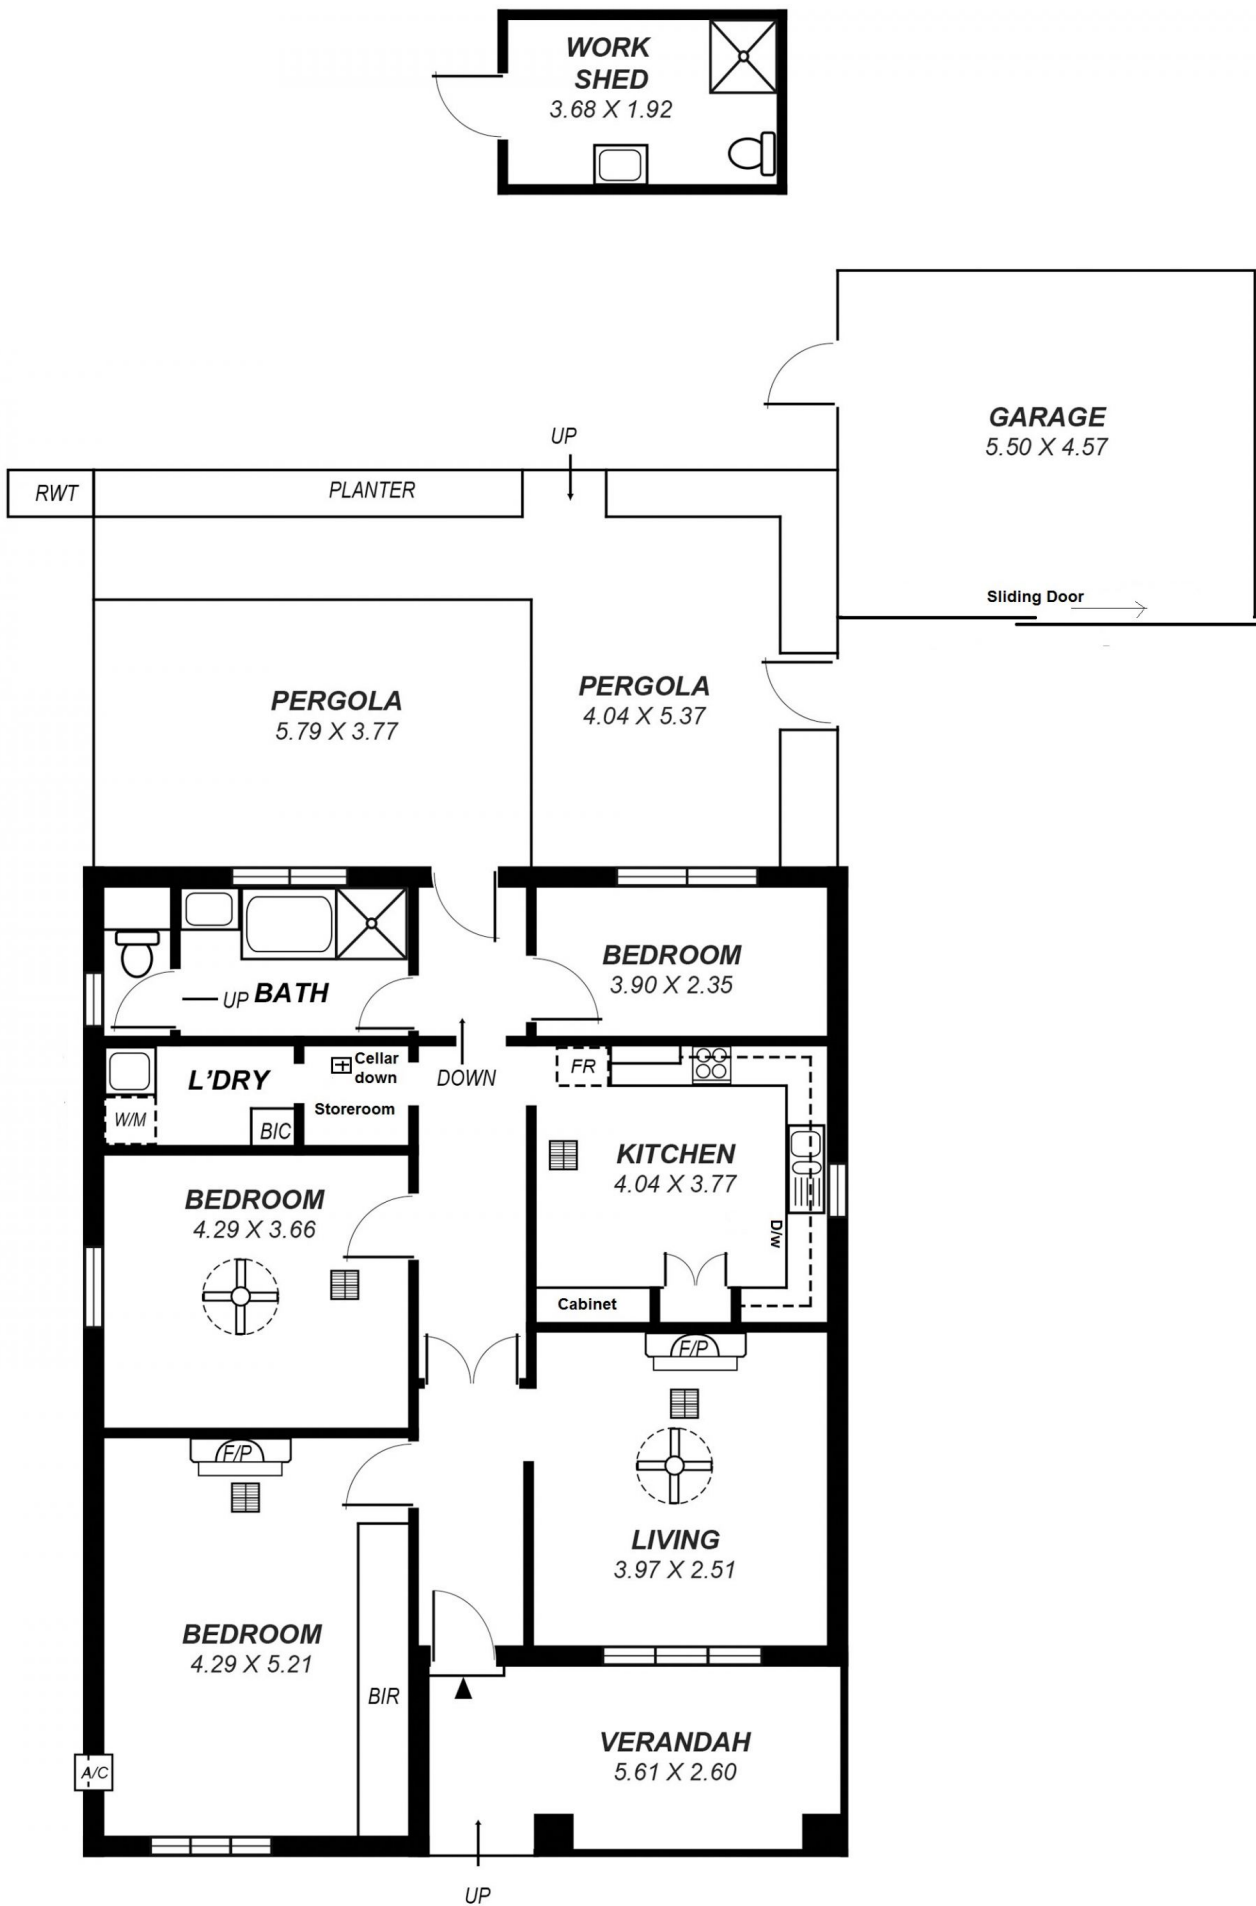 WORK
SHED
3.68 X 1.92
GARAGE
5.50 X 4.57
Sliding Door
UP
RWT
PLANTER
PERGOLA
5.79 X 3.77
PERGOLA
4.04 X 5.37
BEDROOM
3.90 X 2.35
UP BATH
L'DRY
Cellar
down
Storeroom
DOWN
W/M
BIC
FR
KITCHEN
4.04 X 3.77
D/w
Cabinet
BEDROOM
4.29 X 3.66
F/P
F/P
LIVING
3.97 X 2.51
BEDROOM
4.29 X 5.21
BIR
A/C
VERANDAH
5.61 X 2.60
UP